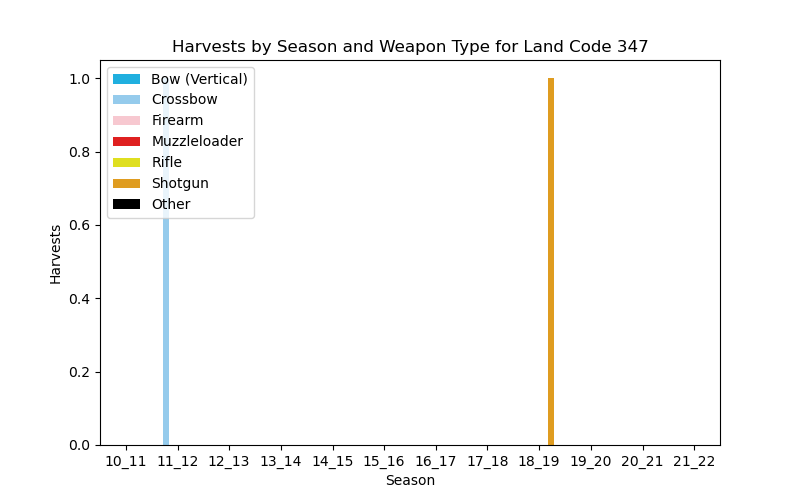 Harvests by Season and Weapon Type for Land Code 347
Bow (Vertical)
Crossbow
Firearm
Muzzleloader
Rifle
Shotgun
Other
Harvests
1.0
0.8
0.6
0.4
0.2
0.0
10_11 11_12 12_13 13_14 14_15 15_16 16_17 17_18 18_19 19_20 20_21 21_22
Season